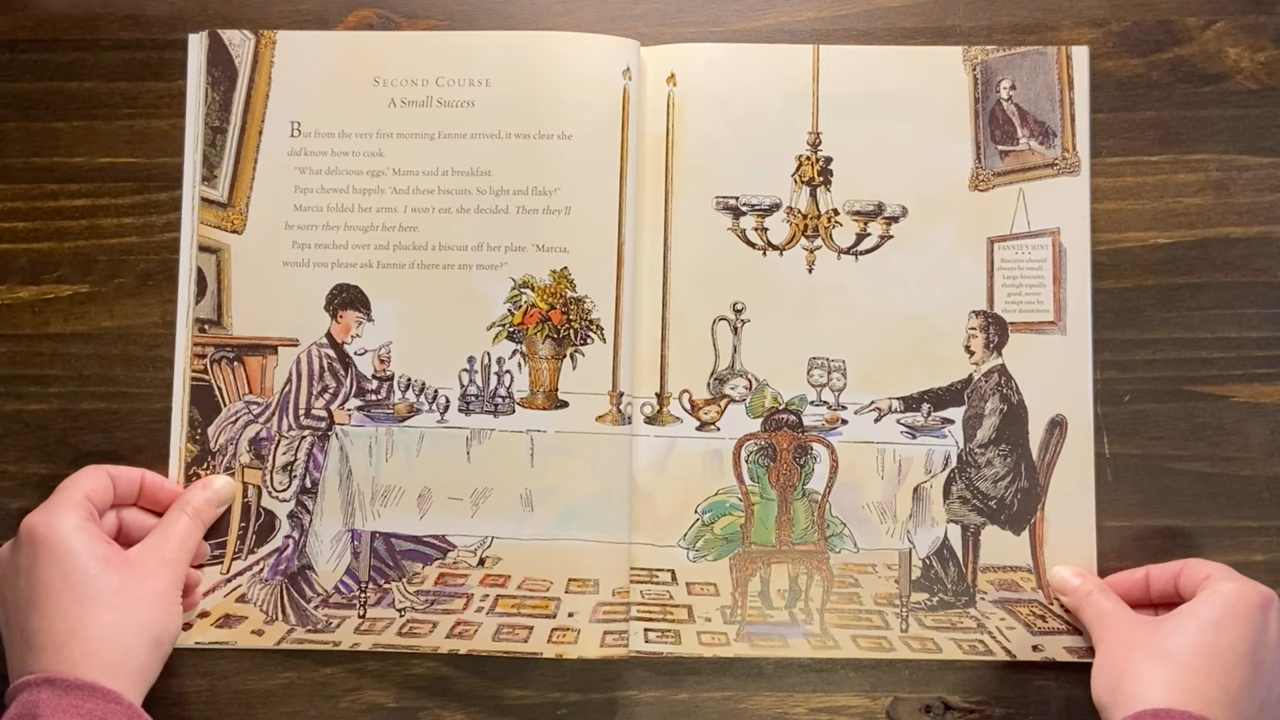 SECOND COURSE
A Small Success
But from the very first morning Fannie arrived, it was clear she
did know how to cook.
"What delicious eggs," Mama said at breakfast.
Papa chewed happily. "And these biscuits. So light and flaky!"
Marcia folded her arms. I won't eat, she decided. Then they'll
be sorry they brought her here.
Papa reached over and plucked a biscuit off her plate. "Marcia,
would you please ask Fannie if there are any more?"
FANNIE'S HINT
Biscuits should
always be small.
Large biscuits,
though equally
good, never
tempt one by
their daintiness.